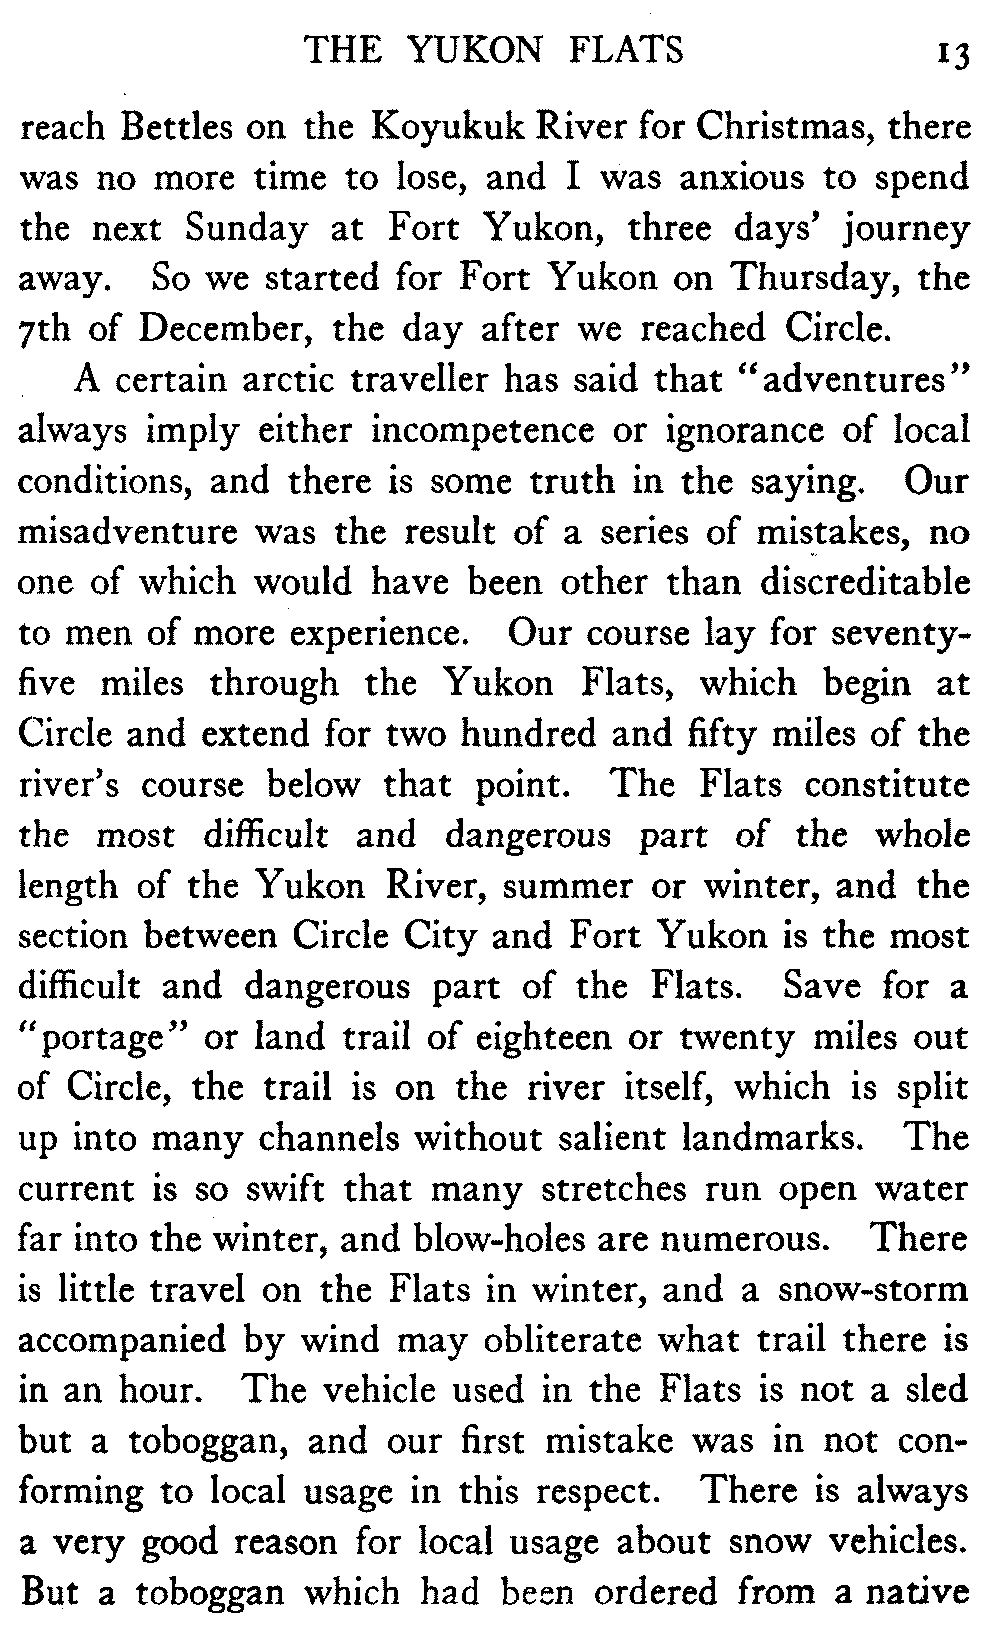 THE YUKON FLATS 13
reach Bettles on the Koyukuk River for Christmas, there
was no more time to lose, and I was anxious to spend
the next Sunday at Fort Yukon, three days' journey
away. So we started for Fort Yukon on Thursday, the
7th of December, the day after we reached Circle.
A certain arctic traveller has said that "adventures"
always imply either incompetence or ignorance of local
conditions, and there is some truth in the saying. Our
misadventure was the result of a series of mistakes, no
one of which would have been other than discreditable
to men of more experience. Our course lay for seventy-
five miles through the Yukon Flats, which begin at
Circle and extend for two hundred and fifty miles of the
river's course below that point. The Flats constitute
the most difficult and dangerous part of the whole
length of the Yukon River, summer or winter, and the
section between Circle City and Fort Yukon is the most
difficult and dangerous part of the Flats. Save for a
"portage" or land trail of eighteen or twenty miles out
of Circle, the trail is on the river itself, which is split
up into many channels without salient landmarks. The
current is so swift that many stretches run open water
far into the winter, and blow-holes are numerous. There
is little travel on the Flats in winter, and a snow-storm
accompanied by wind may obliterate what trail there is
in an hour. The vehicle used in the Flats is not a sled
but a toboggan, and our first mistake was in not con-
forming to local usage in this respect. There is always
a very good reason for local usage about snow vehicles.
But a toboggan which had been ordered from a native